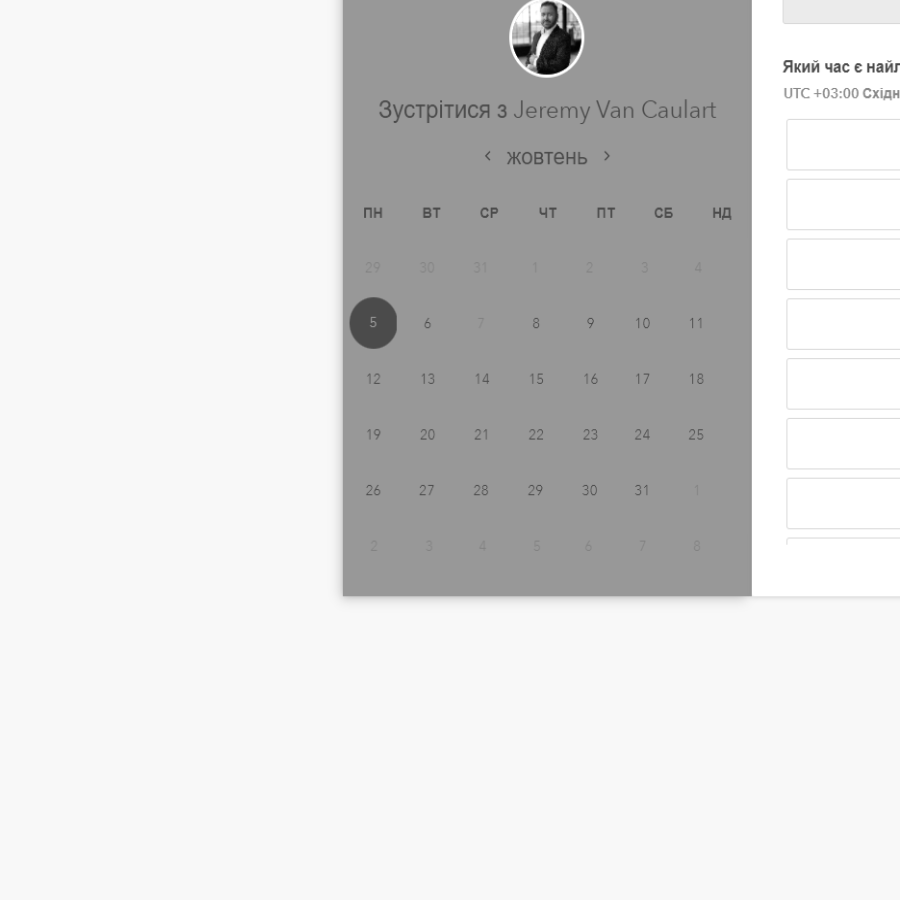 Який час є найл
UTC +03:00 Східн
Зустрітися з Jeremy Van Caulart
< жовтень >
ПН ВТ СР ЧТ ПТ СБ НД
29 30 31 1 2 3 4
5 6 7 8 9 10 11
12 13 14 15 16 17 18
19 20 21 22 23 24 25
26 27 28 29 30 31 1
2 3 4 5 6 7 8